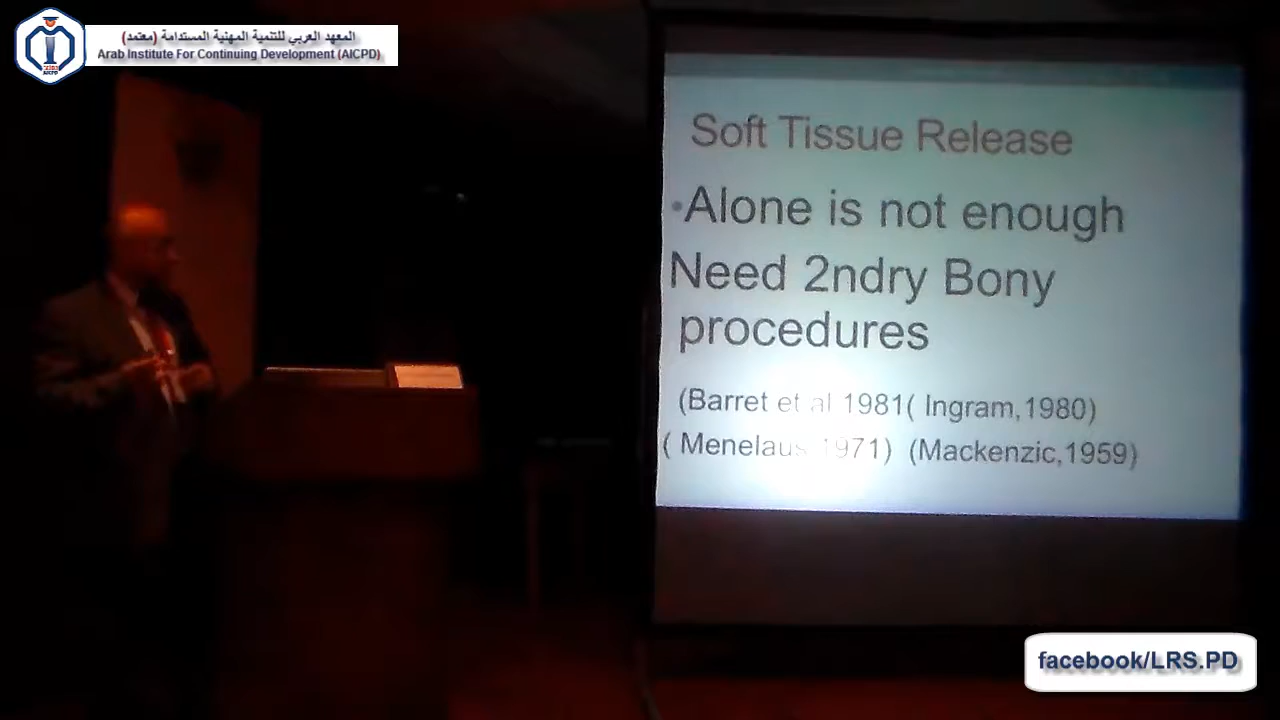 المعهد العربي للتنمية المهنية المستدامة (معتمد)
Arab Institute For Continuing Development (AICPD)
AICPD
Soft Tissue Release
•Alone is not enough
Need 2ndry Bony
procedures
(Barret et al 1981( Ingram,1980)
( Menelaus,1971) (Mackenzic,1959)
facebook/LRS.PD